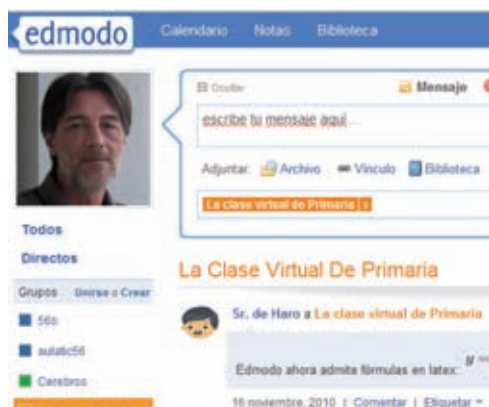 edmodo Calendario Notas Biblioteca
Ocultar Mensaje
escribe tu mensaje aquí...
Adjuntar: Archivo Vínculo Biblioteca
La clase virtual de Primaria x
Todos
Directos
La Clase Virtual De Primaria
Grupos Unirse o Crear
Sr. de Haro a La clase virtual de Primaria
56b
aulatic56
Edmodo ahora admite fórmulas en latex:
Cerebros
16 noviembre, 2010 | Comentar | Etiquetar